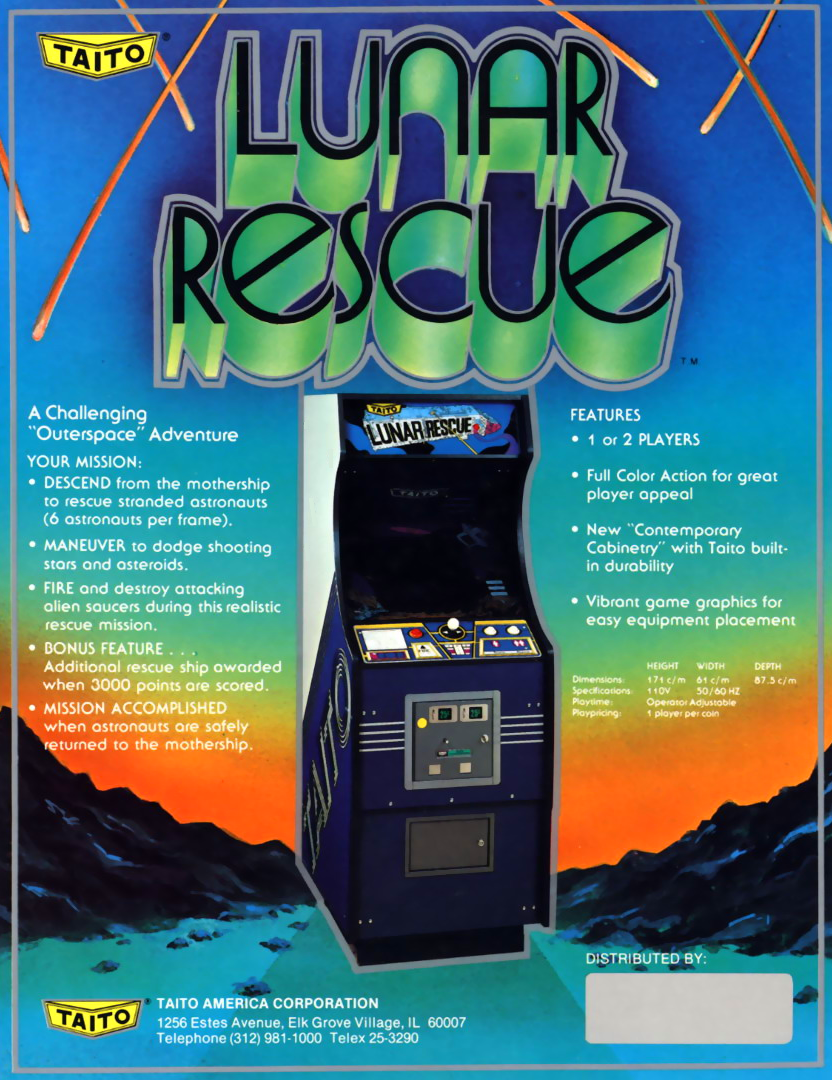 TAITO®
LUNAR
RESCUE
TM
A Challenging
"Outerspace" Adventure
YOUR MISSION:
• DESCEND from the mothership
to rescue stranded astronauts
(6 astronauts per frame).
• MANEUVER to dodge shooting
stars and asteroids.
• FIRE and destroy attacking
alien saucers during this realistic
rescue mission.
• BONUS FEATURE . . .
Additional rescue ship awarded
when 3000 points are scored.
• MISSION ACCOMPLISHED
when astronauts are safely
returned to the mothership.
TAITO
LUNAR RESCUE
TAITO
TAITO
FEATURES
• 1 or 2 PLAYERS
• Full Color Action for great
player appeal
• New "Contemporary
Cabinetry" with Taito built-
in durability
• Vibrant game graphics for
easy equipment placement
HEIGHT WIDTH DEPTH
Dimensions: 171 c/m 61 c/m 87.5 c/m
Specifications: 110V 50/60 HZ
Playtime: Operator Adjustable
Playpricing: 1 player per coin
DISTRIBUTED BY:
TAITO®
TAITO AMERICA CORPORATION
1256 Estes Avenue, Elk Grove Village, IL 60007
Telephone (312) 981-1000 Telex 25-3290